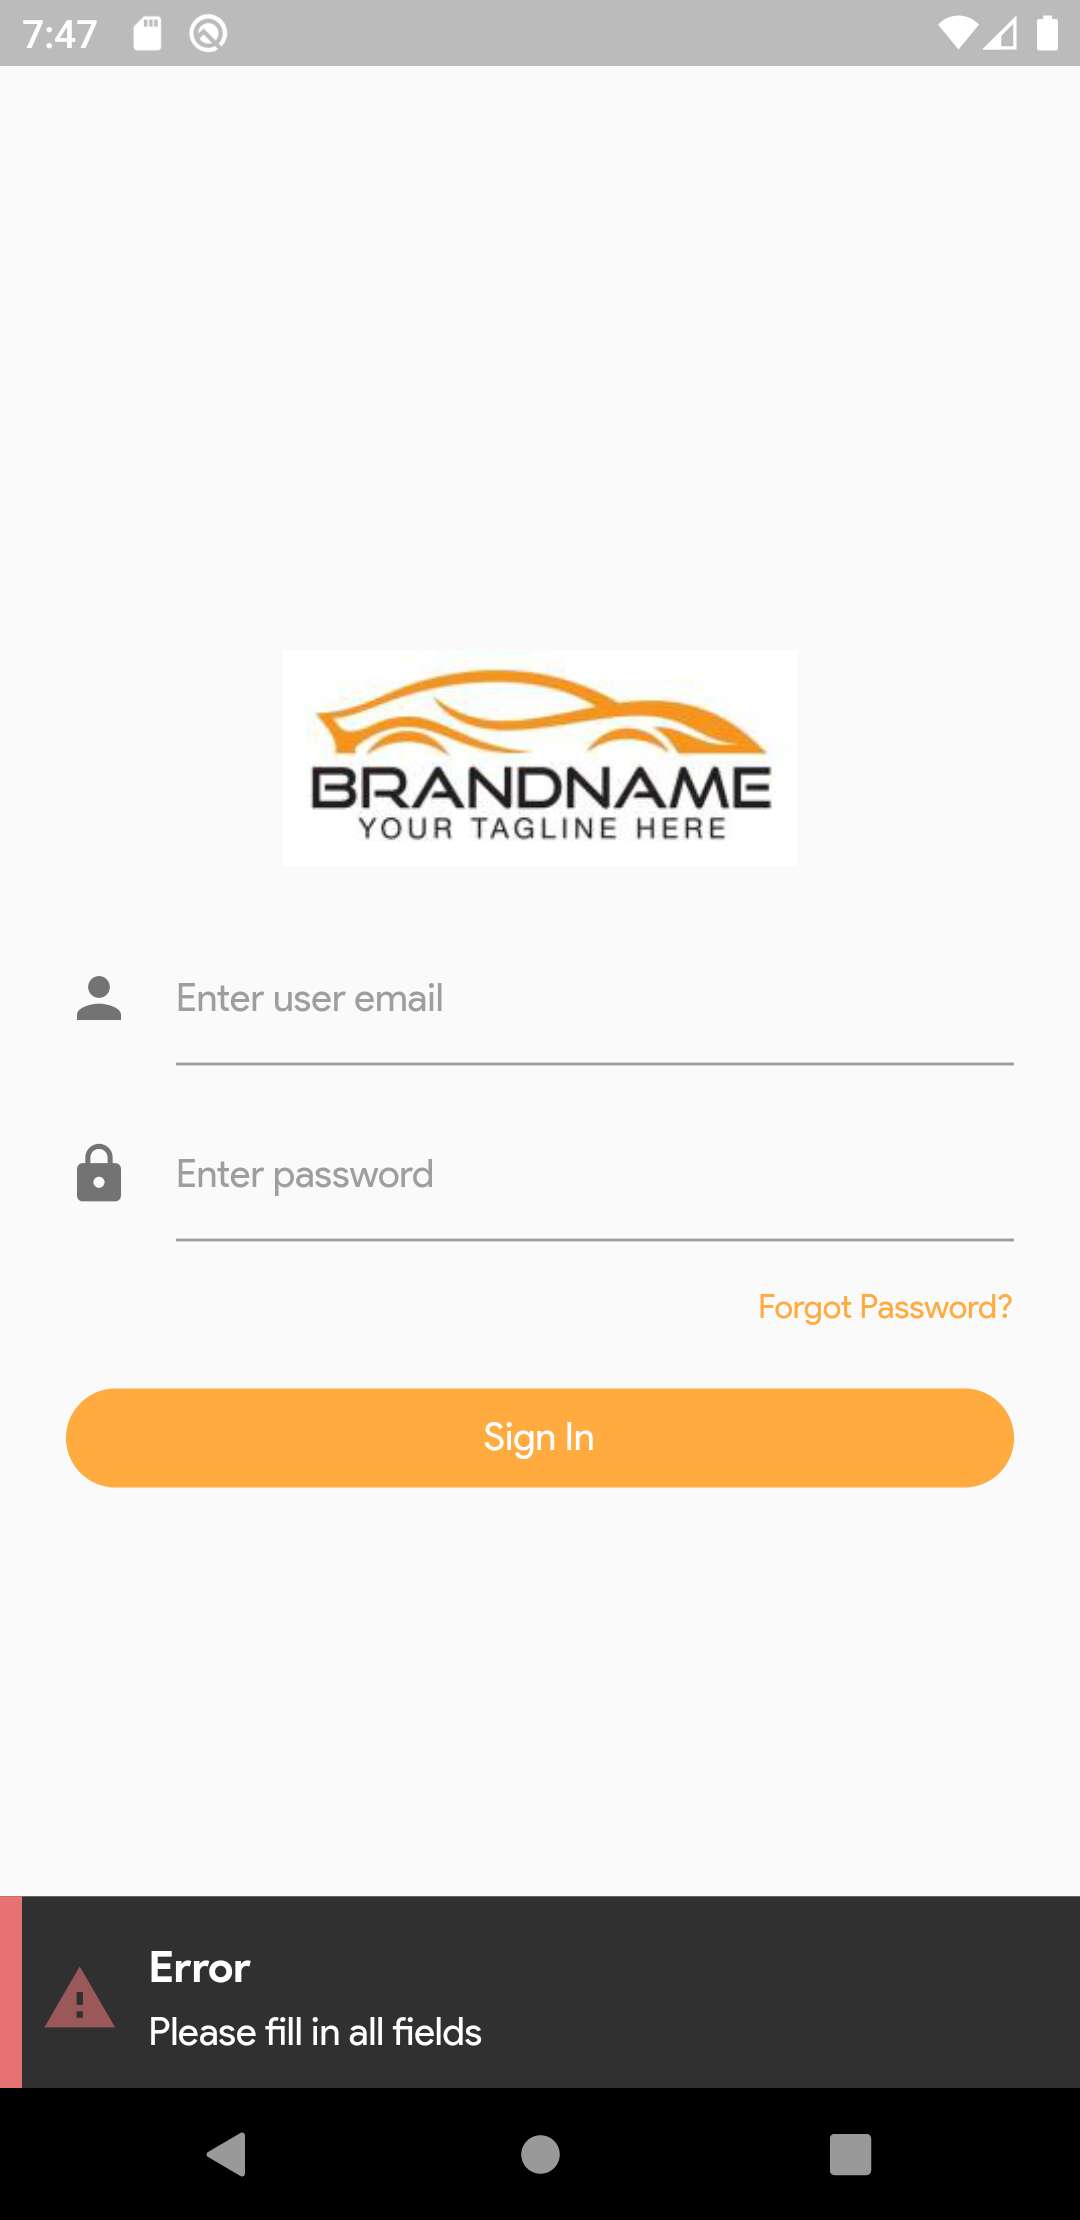 7:47
BRANDNAME
YOUR TAGLINE HERE
Enter user email
Enter password
Forgot Password?
Sign In
Error
Please fill in all fields